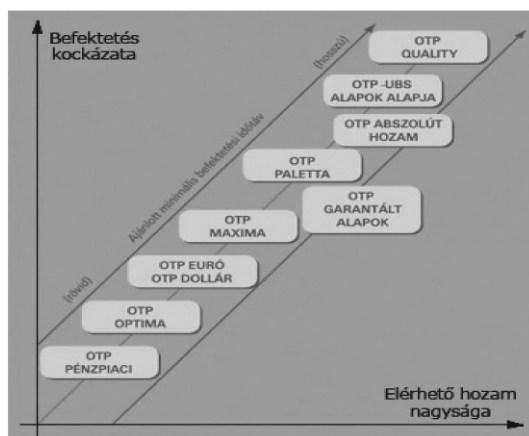 Befektetés
kockázata
OTP
QUALITY
(hosszú)
OTP -UBS
ALAPOK ALAPJA
OTP ABSZOLÚT
HOZAM
Ajánlott minimális befektetési időtáv
OTP
PALETTA
OTP
GARANTÁLT
ALAPOK
OTP
MAXIMA
OTP EURÓ
OTP DOLLÁR
(rövid)
OTP
OPTIMA
OTP
PÉNZPIACI
Elérhető hozam
nagysága